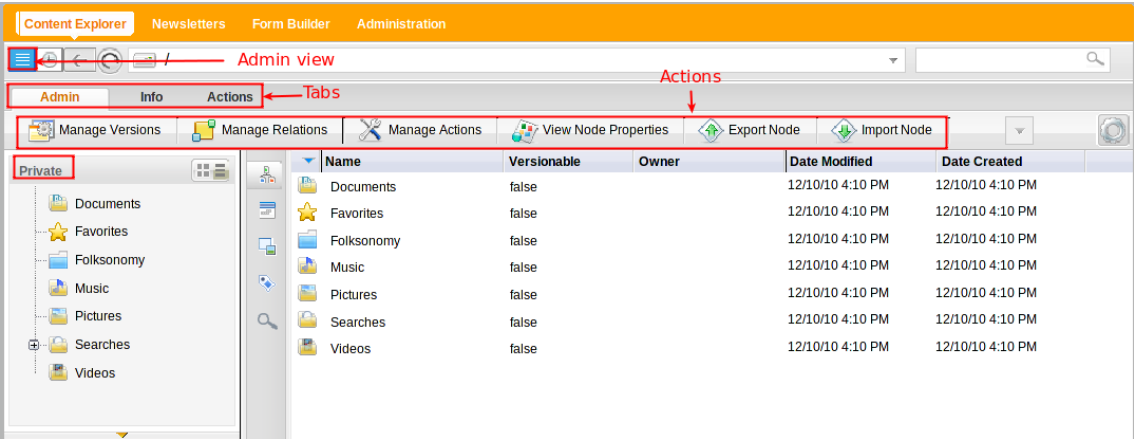 Content Explorer Newsletters Form Builder Administration
/ Admin view
Actions
Admin Info Actions Tabs
Manage Versions Manage Relations Manage Actions View Node Properties Export Node Import Node
Private
Documents
Favorites
Folksonomy
Music
Pictures
Searches
Videos
Name Versionable Owner Date Modified Date Created
Documents false 12/10/10 4:10 PM 12/10/10 4:10 PM
Favorites false 12/10/10 4:10 PM 12/10/10 4:10 PM
Folksonomy false 12/10/10 4:10 PM 12/10/10 4:10 PM
Music false 12/10/10 4:10 PM 12/10/10 4:10 PM
Pictures false 12/10/10 4:10 PM 12/10/10 4:10 PM
Searches false 12/10/10 4:10 PM 12/10/10 4:10 PM
Videos false 12/10/10 4:10 PM 12/10/10 4:10 PM